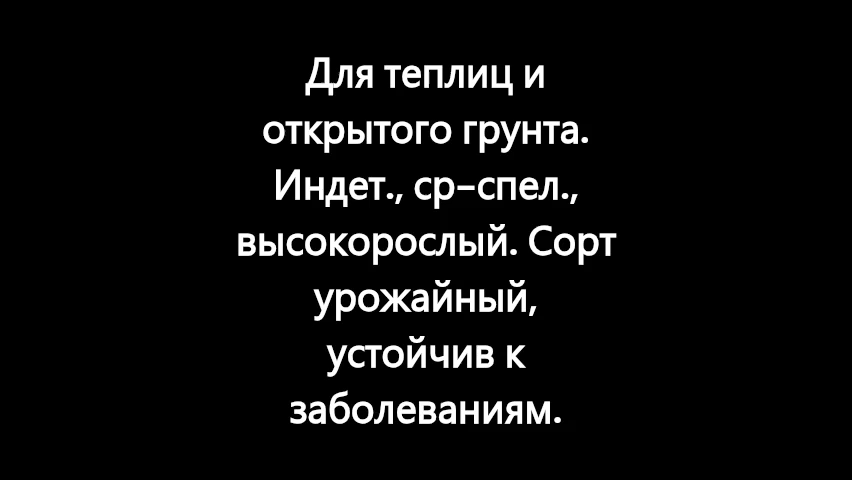 Для теплиц и
открытого грунта.
Индет., ср-спел.,
высокорослый. Сорт
урожайный,
устойчив к
заболеваниям.